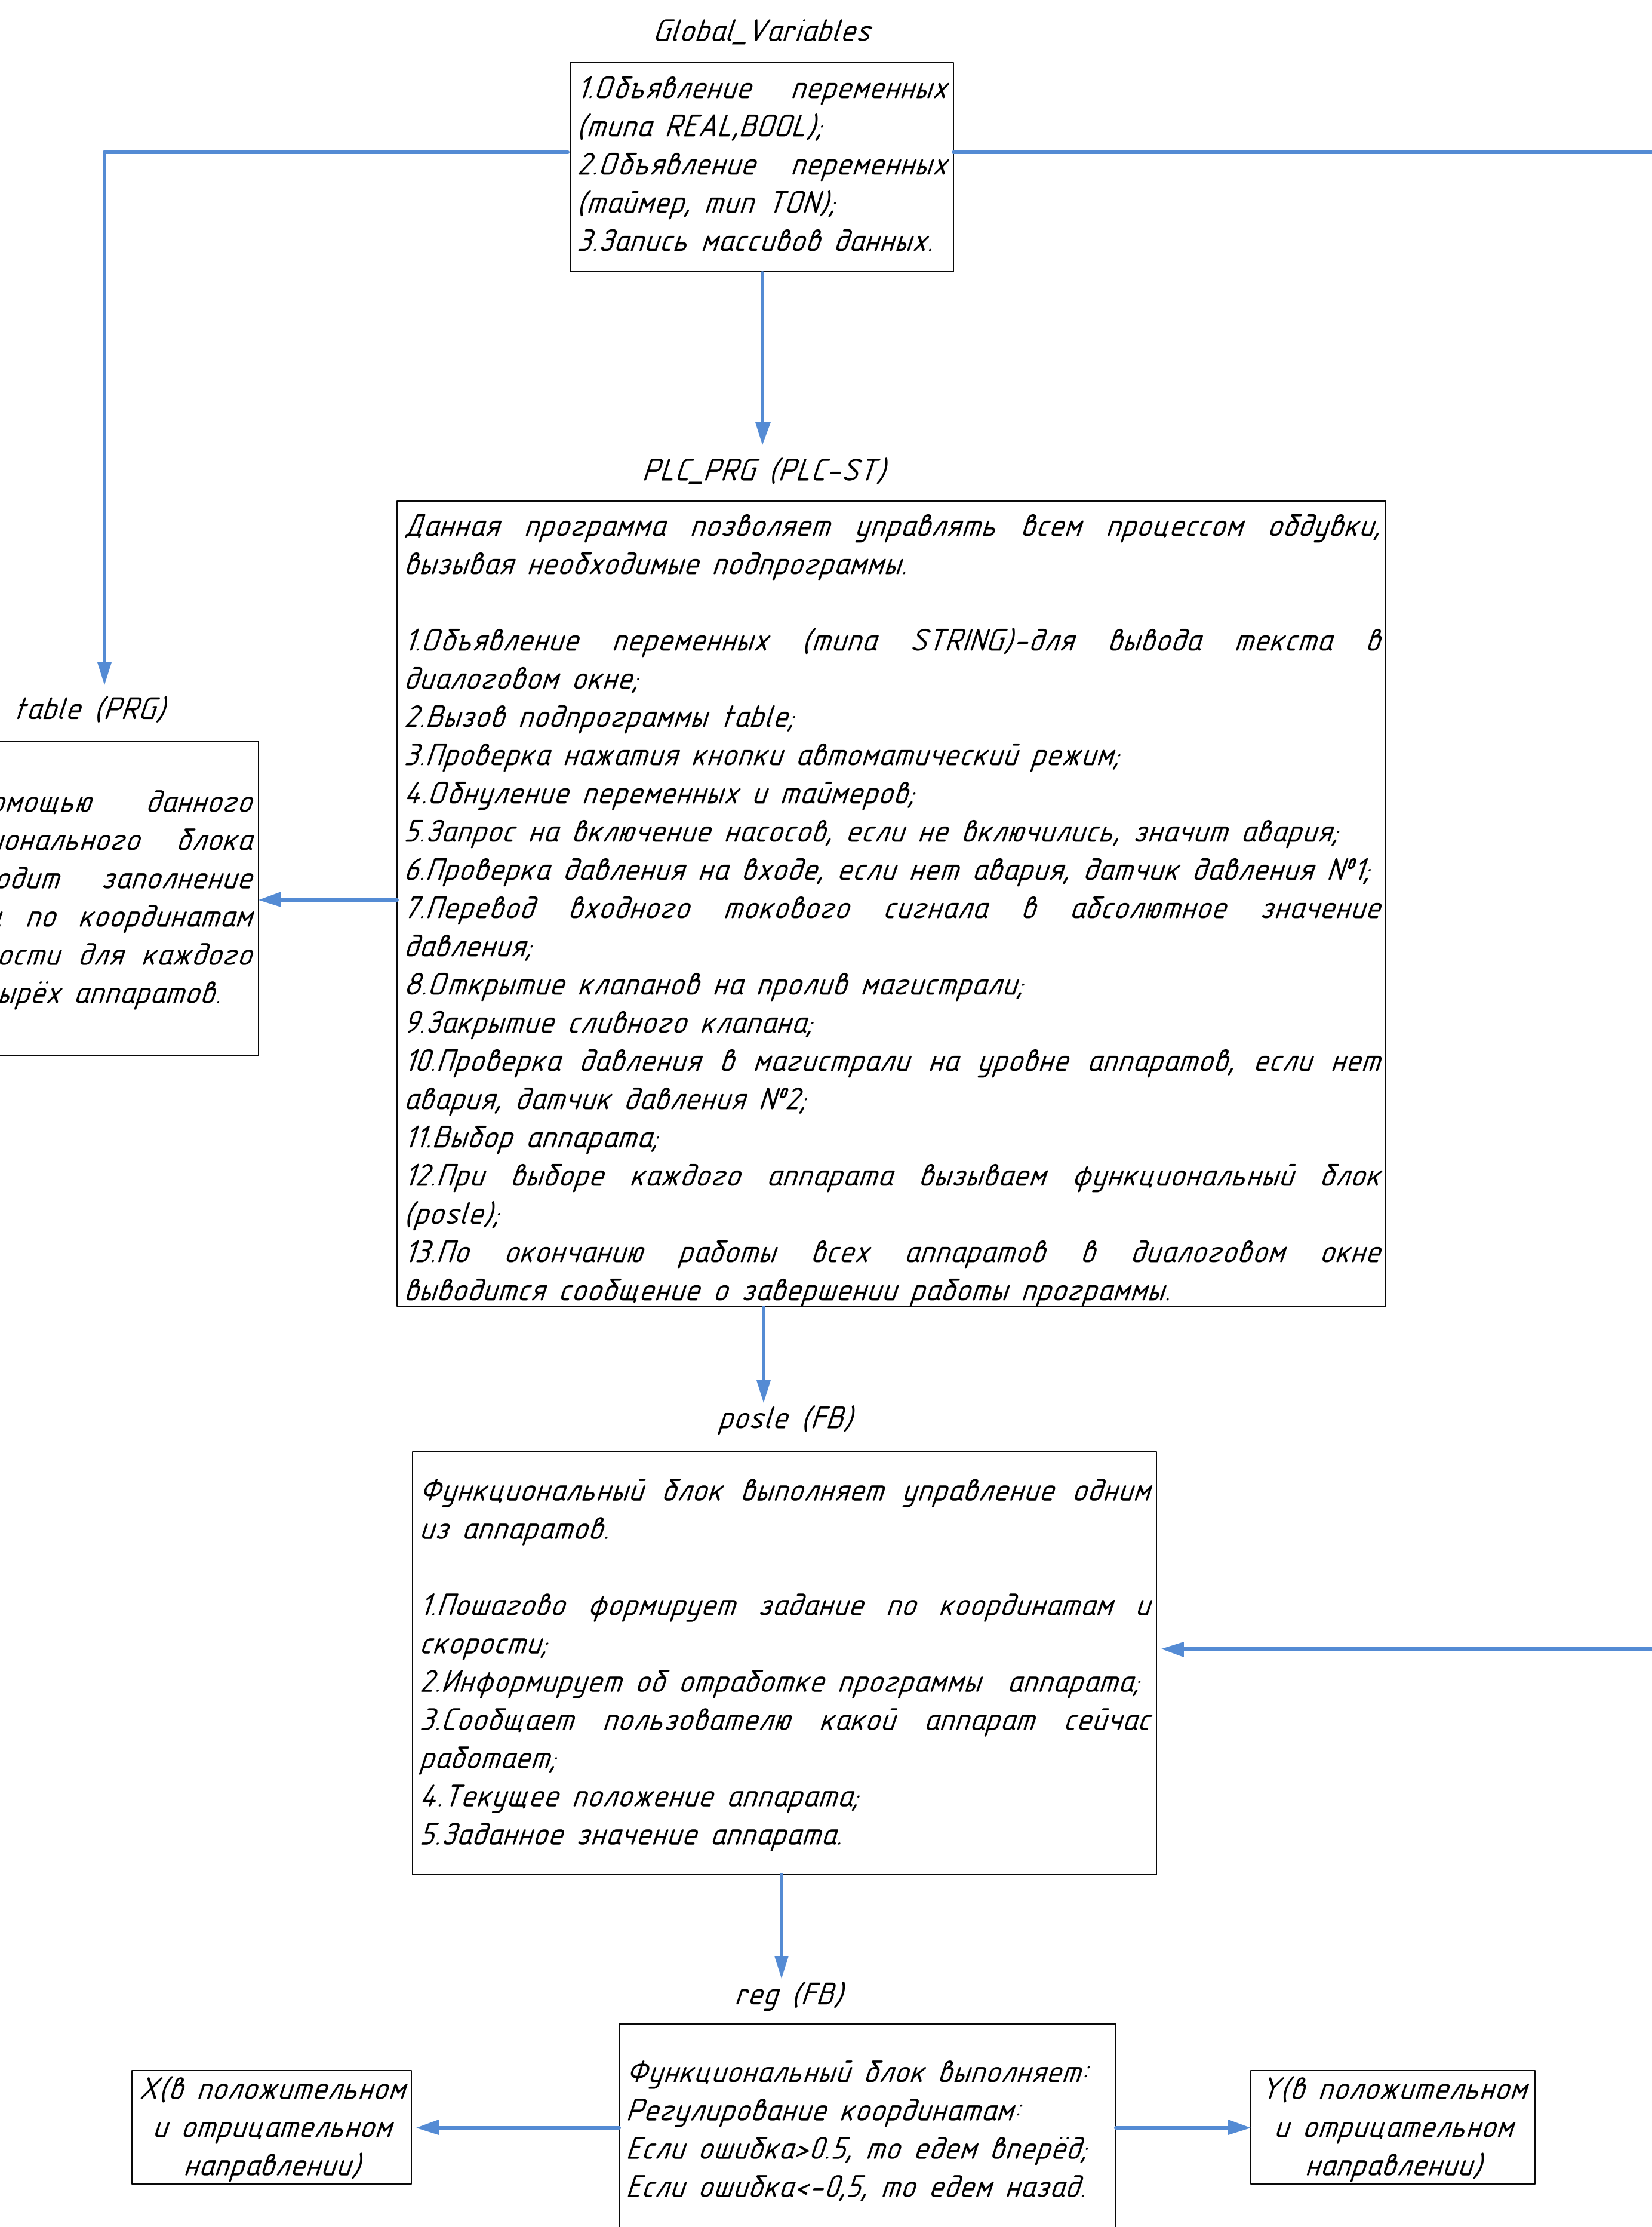 Global_Variables
1.Объявление переменных
(типа REAL,BOOL);
2.Объявление переменных
(таймер, тип TON);
3.Запись массивов данных.
PLC_PRG (PLC-ST)
Данная программа позволяет управлять всем процессом обдувки,
вызывая необходимые подпрограммы.
1.Объявление переменных (типа STRING)-для вывода текста в
диалоговом окне;
2.Вызов подпрограммы table;
3.Проверка нажатия кнопки автоматический режим;
4.Обнуление переменных и таймеров;
5.Запрос на включение насосов, если не включились, значит авария;
6.Проверка давления на входе, если нет авария, датчик давления №1;
7.Перевод входного токового сигнала в абсолютное значение
давления;
8.Открытие клапанов на пролив магистрали;
9.Закрытие сливного клапана;
10.Проверка давления в магистрали на уровне аппаратов, если нет
авария, датчик давления №2;
11.Выбор аппарата;
12.При выборе каждого аппарата вызываем функциональный блок
(posle);
13.По окончанию работы всех аппаратов в диалоговом окне
выводится сообщение о завершении работы программы.
table (PRG)
омощью данного
ионального блока
одит заполнение
по координатам
ости для каждого
ырёх аппаратов.
posle (FB)
Функциональный блок выполняет управление одним
из аппаратов.
1.Пошагово формирует задание по координатам и
скорости;
2.Информирует об отработке программы аппарата;
3.Сообщает пользователю какой аппарат сейчас
работает;
4.Текущее положение аппарата;
5.Заданное значение аппарата.
reg (FB)
Функциональный блок выполняет:
Регулирование координатам:
Если ошибка>0.5, то едем вперёд;
Если ошибка<-0,5, то едем назад.
X(в положительном
и отрицательном
направлении)
Y(в положительном
и отрицательном
направлении)